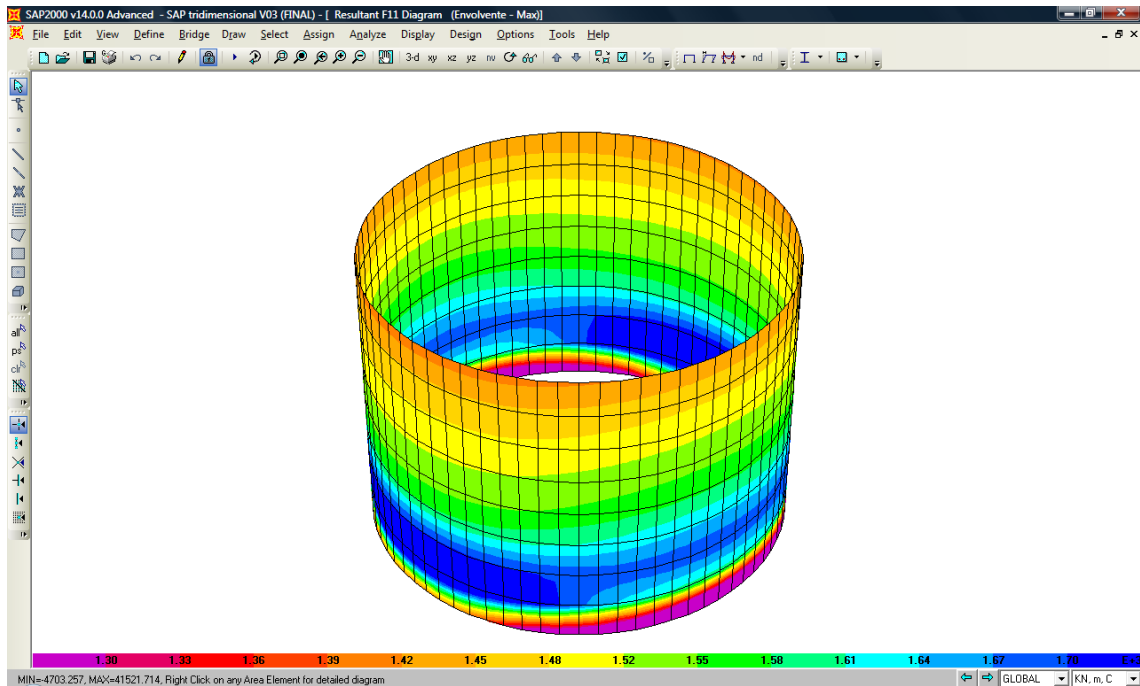 SAP2000 v14.0.0 Advanced - SAP tridimensional V03 (FINAL) - [ Resultant F11 Diagram (Envolvente - Max)]
File Edit View Define Bridge Draw Select Assign Analyze Display Design Options Tools Help
3-d xy xz yz nv nd
all
ps
clr
1.30 1.33 1.36 1.39 1.42 1.45 1.48 1.52 1.55 1.58 1.61 1.64 1.67 1.70
MIN=-4703.257, MAX=41521.714, Right Click on any Area Element for detailed diagram GLOBAL KN, m, C